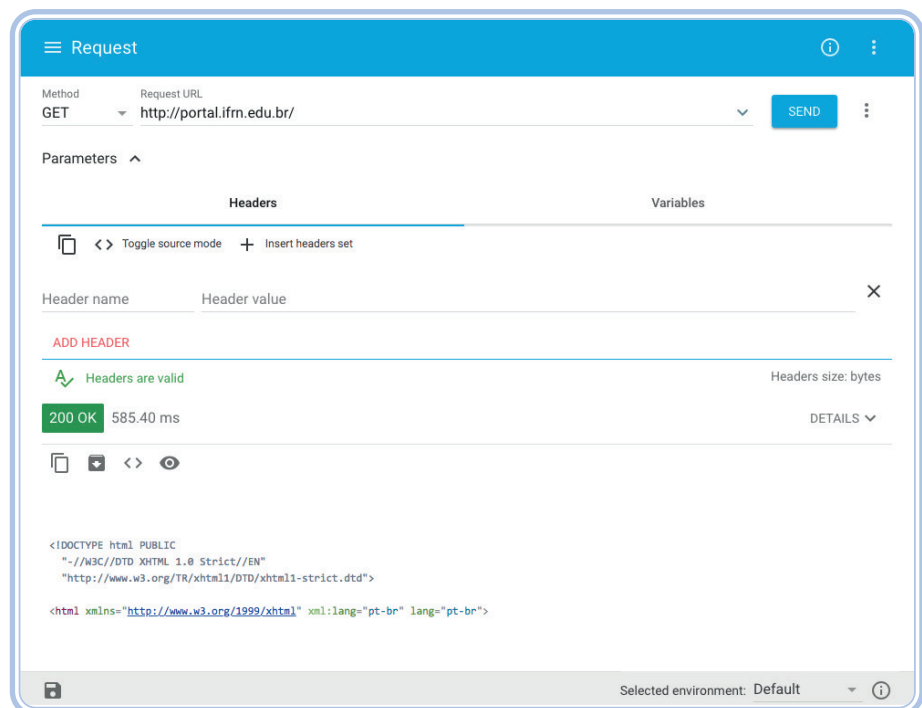 Request
Method
Request URL
GET
http://portal.ifrn.edu.br/
SEND
Parameters
Headers
Variables
Toggle source mode
Insert headers set
Header name
Header value
ADD HEADER
Headers are valid
Headers size: bytes
200 OK
585.40 ms
DETAILS
<!DOCTYPE html PUBLIC
"-//W3C//DTD XHTML 1.0 Strict//EN"
"http://www.w3.org/TR/xhtml1/DTD/xhtml1-strict.dtd">
<html xmlns="http://www.w3.org/1999/xhtml" xml:lang="pt-br" lang="pt-br">
Selected environment: Default